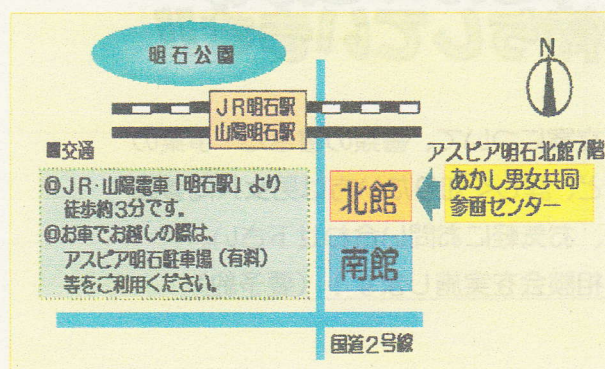 明石公園
N
JR明石駅
山陽明石駅
■交通
◎JR・山陽電車「明石駅」より
徒歩約3分です。
◎お車でお越しの際は、
アスピア明石駐車場（有料）
等をご利用ください。
アスピア明石北館7階
あかし男女共同
参画センター
北館
南館
国道2号線